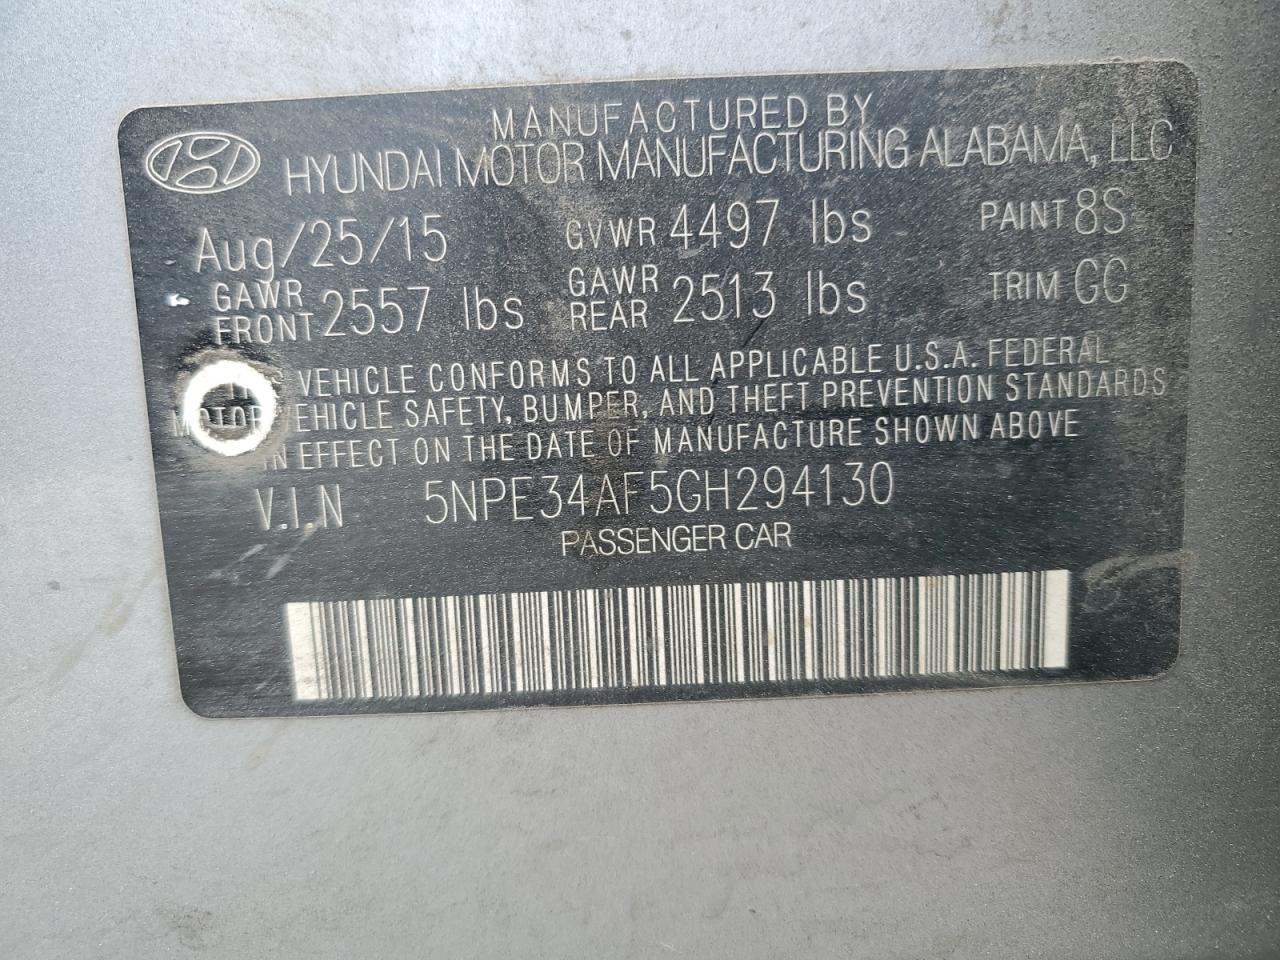 MANUFACTURED BY
HYUNDAI MOTOR MANUFACTURING ALABAMA, LLC
Aug/25/15 GVWR 4497 lbs PAINT 8S
GAWR FRONT 2557 lbs GAWR REAR 2513 lbs TRIM GG
VEHICLE CONFORMS TO ALL APPLICABLE U.S.A. FEDERAL
MOTOR VEHICLE SAFETY, BUMPER, AND THEFT PREVENTION STANDARDS
IN EFFECT ON THE DATE OF MANUFACTURE SHOWN ABOVE
V.I.N 5NPE34AF5GH294130
PASSENGER CAR